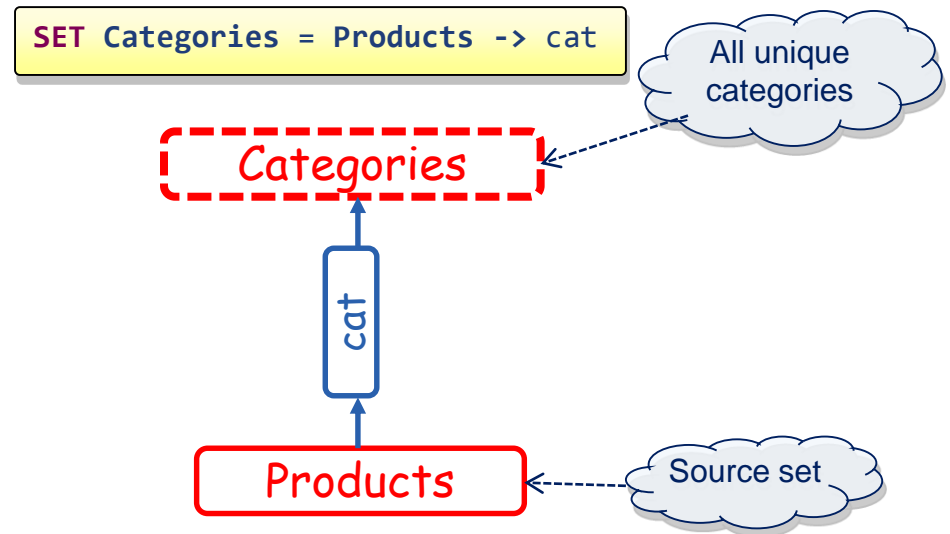 SET Categories = Products -> cat
All unique
categories
Categories
cat
Products
Source set